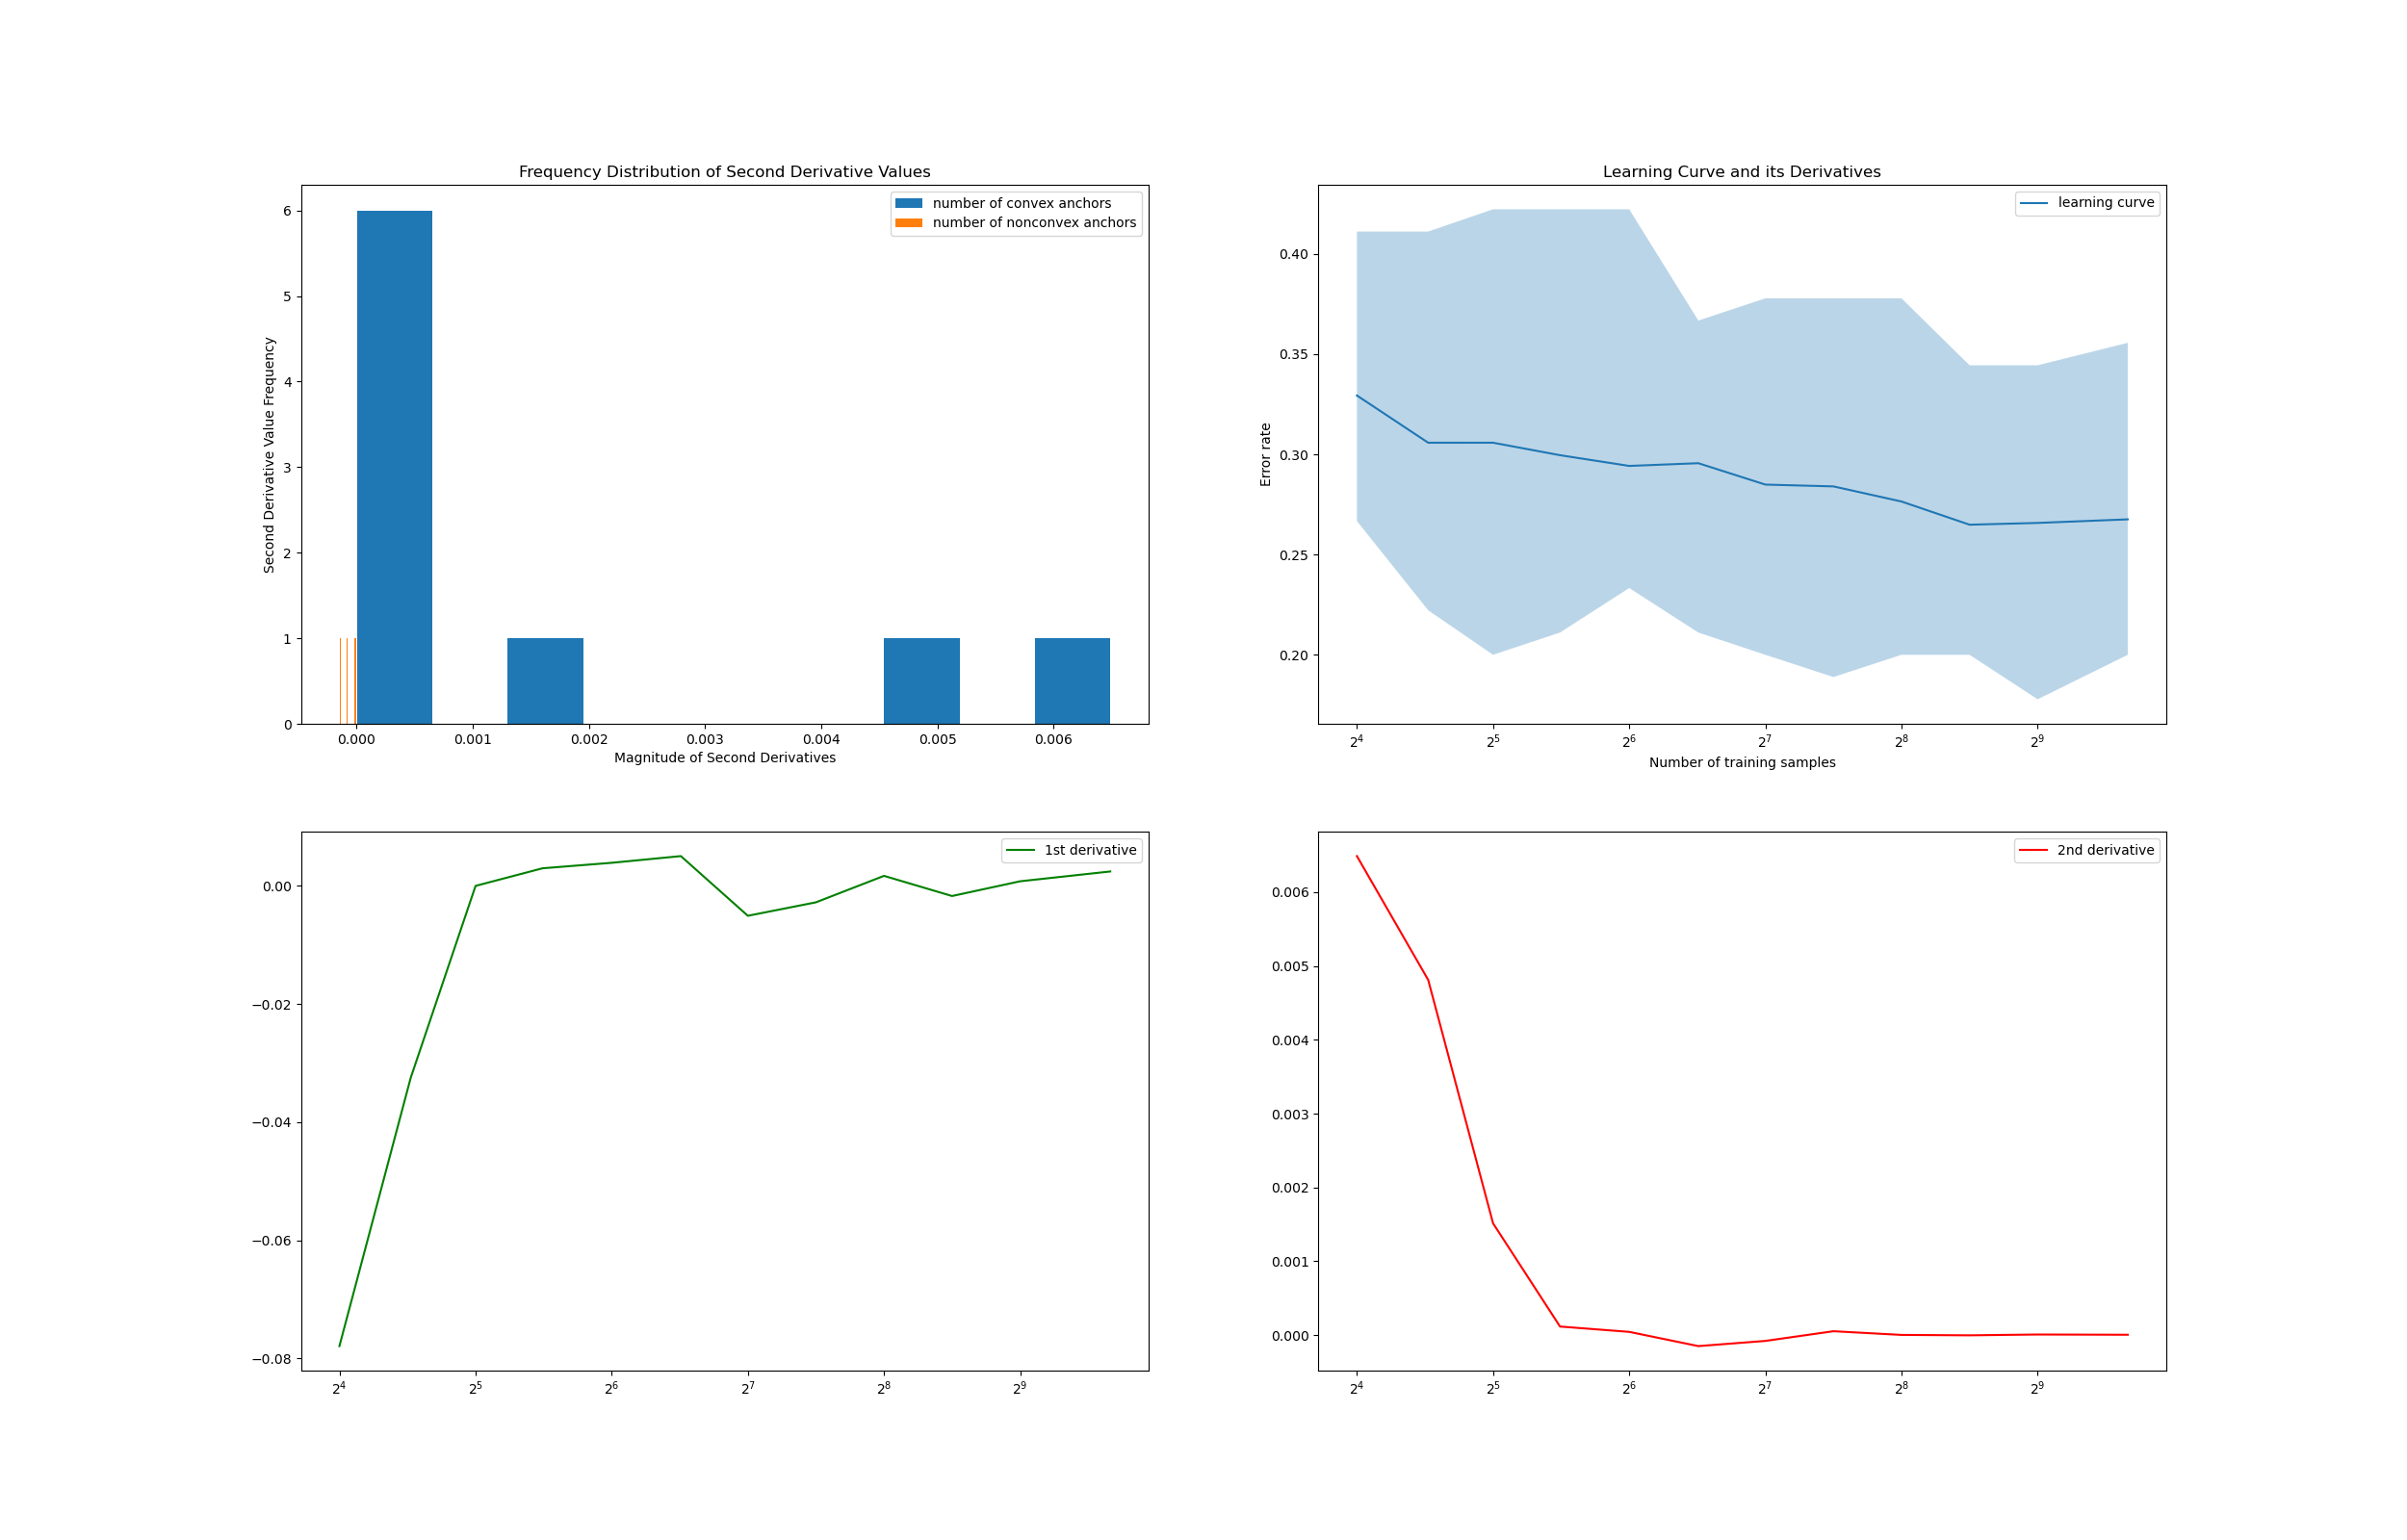 Frequency Distribution of Second Derivative Values
number of convex anchors
number of nonconvex anchors
Second Derivative Value Frequency
6
5
4
3
2
1
0
0.000 0.001 0.002 0.003 0.004 0.005 0.006
Magnitude of Second Derivatives
Learning Curve and its Derivatives
learning curve
Error rate
0.40
0.35
0.30
0.25
0.20
2⁴ 2⁵ 2⁶ 2⁷ 2⁸ 2⁹
Number of training samples
1st derivative
0.00
−0.02
−0.04
−0.06
−0.08
2⁴ 2⁵ 2⁶ 2⁷ 2⁸ 2⁹
2nd derivative
0.006
0.005
0.004
0.003
0.002
0.001
0.000
2⁴ 2⁵ 2⁶ 2⁷ 2⁸ 2⁹